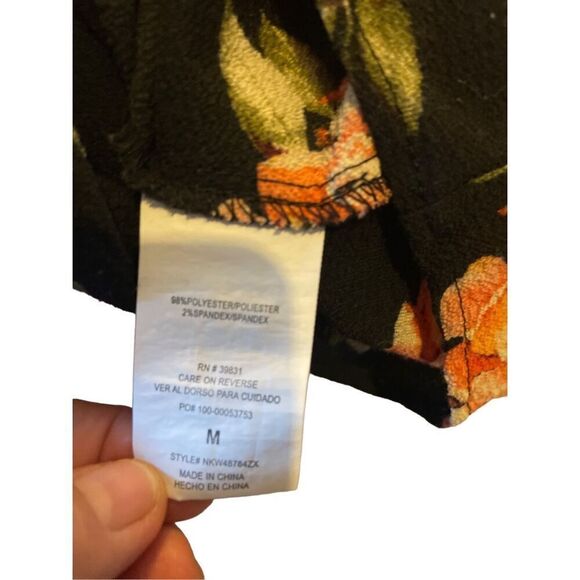 98%POLYESTER/POLIESTER
2%SPANDEX/SPANDEX
RN # 39831
CARE ON REVERSE
VER AL DORSO PARA CUIDADO
PO# 100-00053753
M
STYLE# NKW48784ZX
MADE IN CHINA
HECHO EN CHINA